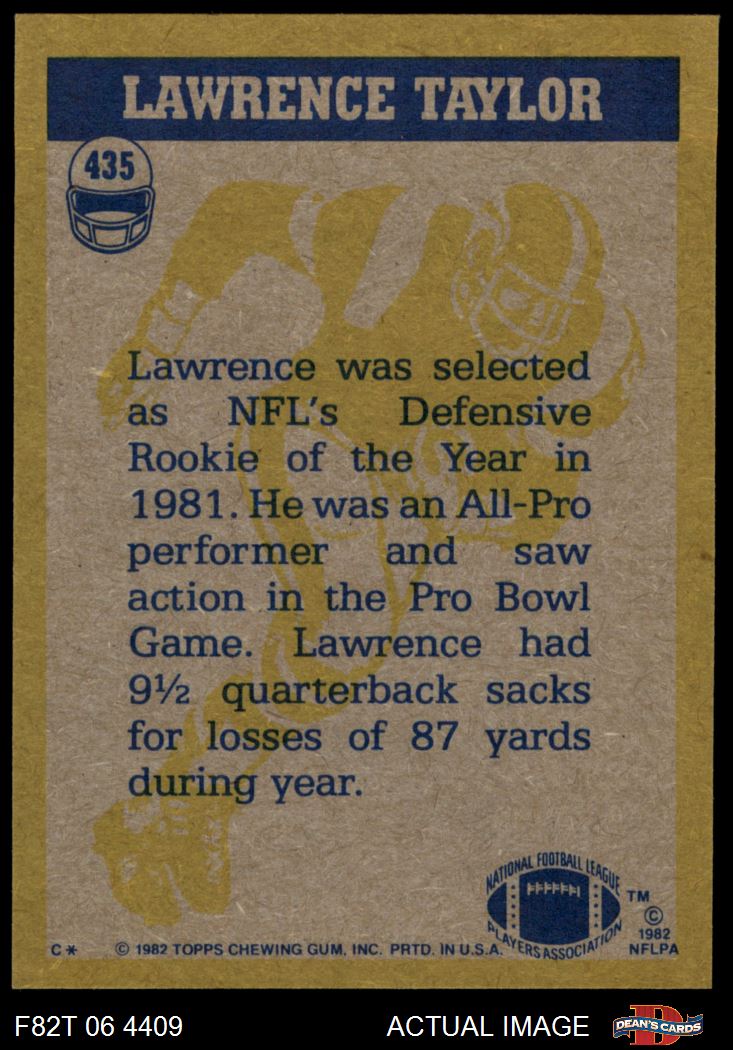 LAWRENCE TAYLOR
435
Lawrence was selected
as NFL's Defensive
Rookie of the Year in
1981. He was an All-Pro
performer and saw
action in the Pro Bowl
Game. Lawrence had
9½ quarterback sacks
for losses of 87 yards
during year.
NATIONAL FOOTBALL LEAGUE
PLAYERS ASSOCIATION
TM
©
1982
NFLPA
C* © 1982 TOPPS CHEWING GUM, INC. PRTD. IN U.S.A.
F82T 06 4409 ACTUAL IMAGE
D
DEAN'S CARDS